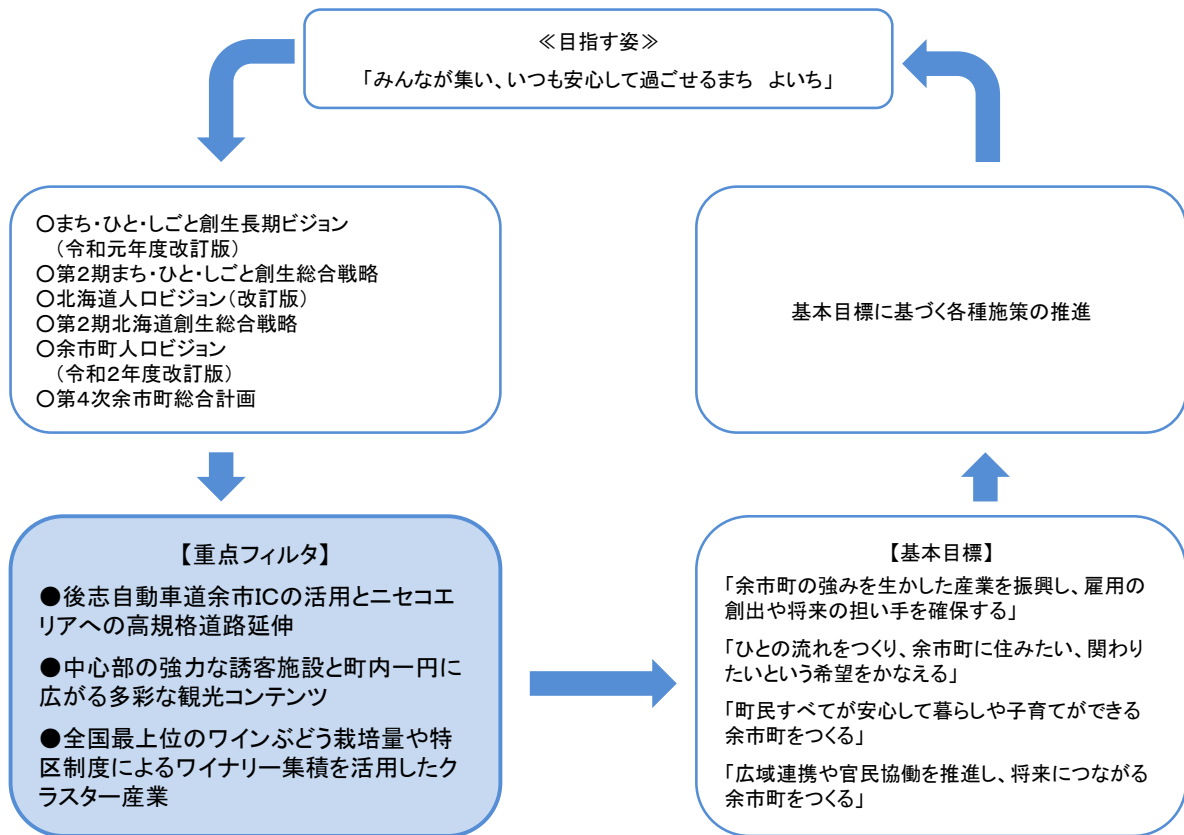 ≪目指す姿≫
「みんなが集い、いつも安心して過ごせるまち　よいち」
〇まち・ひと・しごと創生長期ビジョン
（令和元年度改訂版）
〇第2期まち・ひと・しごと創生総合戦略
〇北海道人口ビジョン（改訂版）
〇第2期北海道創生総合戦略
〇余市町人口ビジョン
（令和2年度改訂版）
〇第4次余市町総合計画
【重点フィルタ】
●後志自動車道余市ICの活用とニセコエ
リアへの高規格道路延伸
●中心部の強力な誘客施設と町内一円に
広がる多彩な観光コンテンツ
●全国最上位のワインぶどう栽培量や特
区制度によるワイナリー集積を活用したク
ラスター産業
【基本目標】
「余市町の強みを生かした産業を振興し、雇用の
創出や将来の担い手を確保する」
「ひとの流れをつくり、余市町に住みたい、関わり
たいという希望をかなえる」
「町民すべてが安心して暮らしや子育てができる
余市町をつくる」
「広域連携や官民協働を推進し、将来につながる
余市町をつくる」
基本目標に基づく各種施策の推進